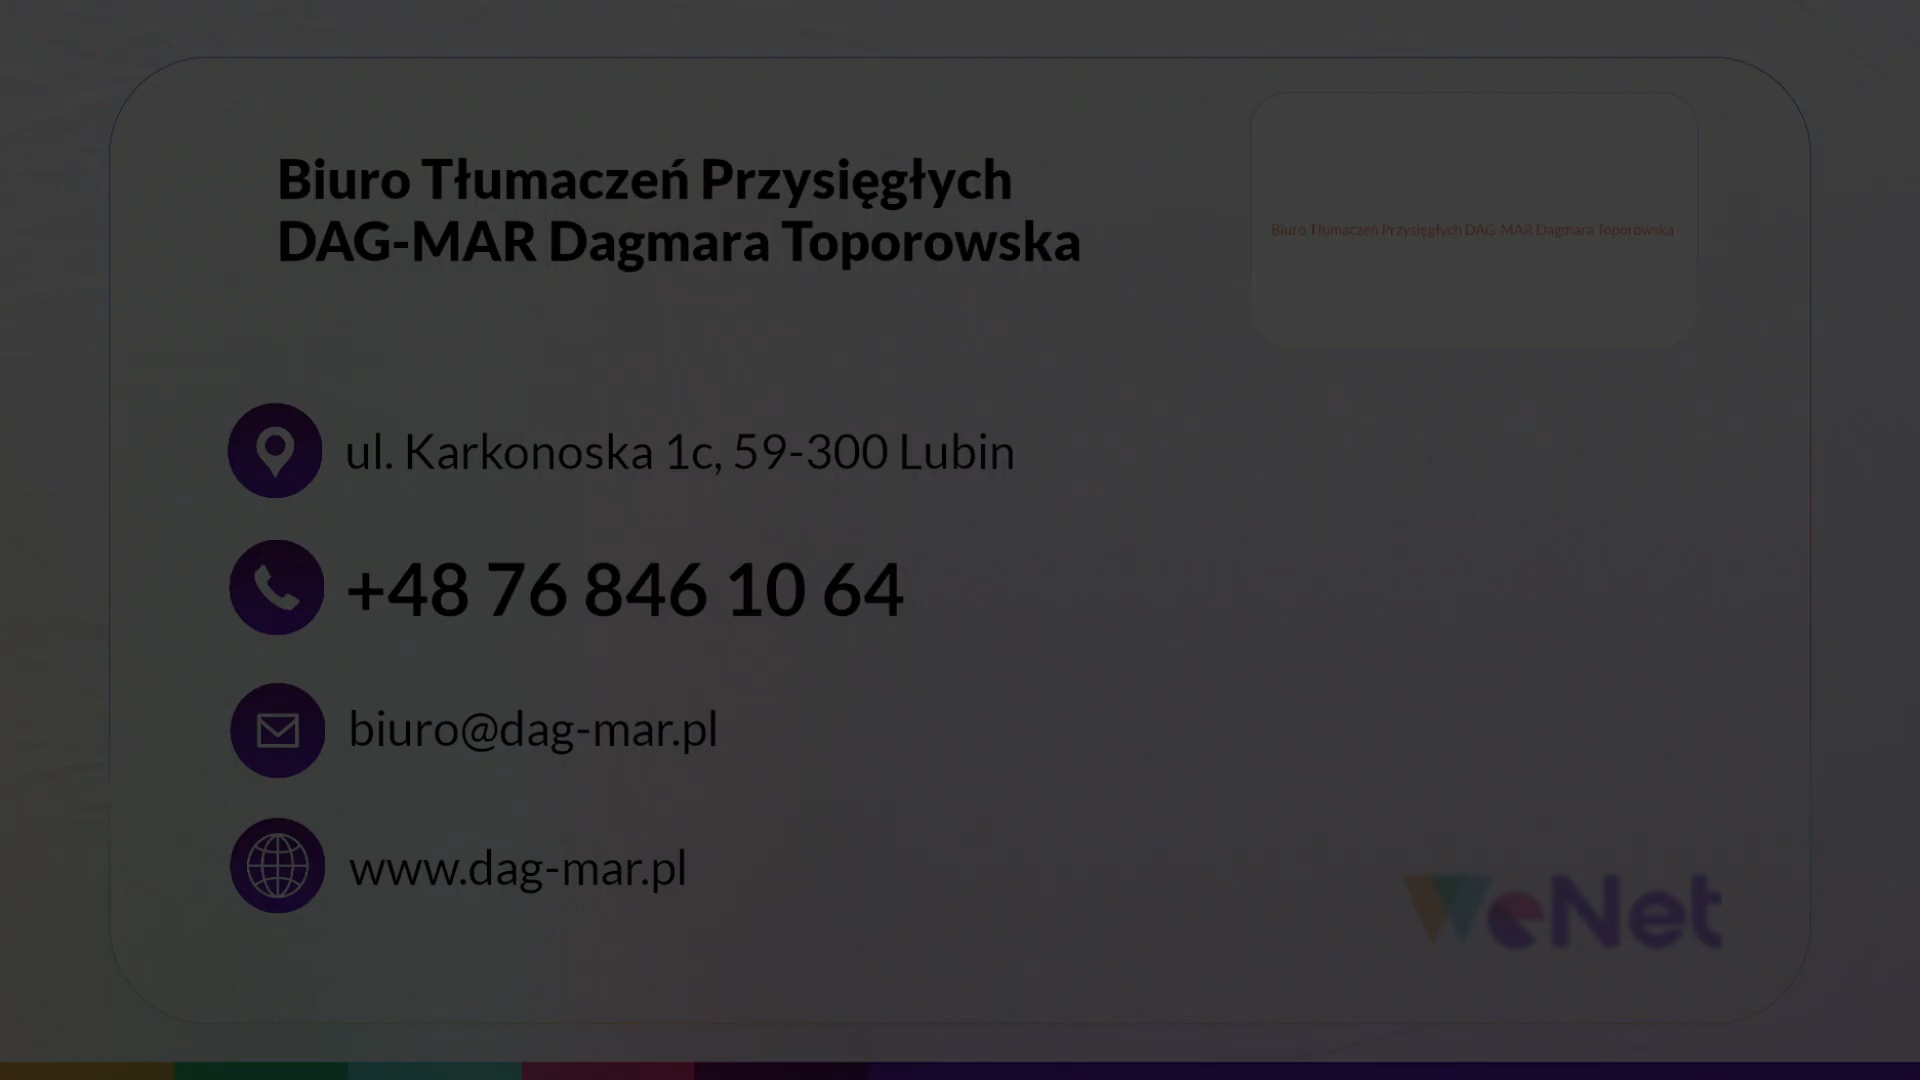 Biuro Tłumaczeń Przysięgłych
DAG-MAR Dagmara Toporowska
Biuro Tłumaczeń Przysięgłych DAG-MAR Dagmara Toporowska
ul. Karkonoska 1c, 59-300 Lubin
+48 76 846 10 64
biuro@dag-mar.pl
www.dag-mar.pl
WeNet